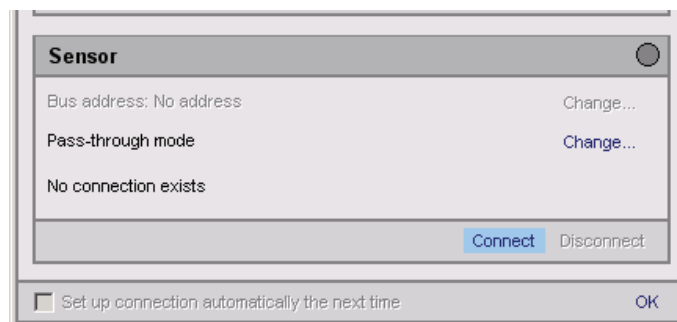 Sensor
Bus address: No address Change...
Pass-through mode Change...
No connection exists
Connect Disconnect
Set up connection automatically the next time OK